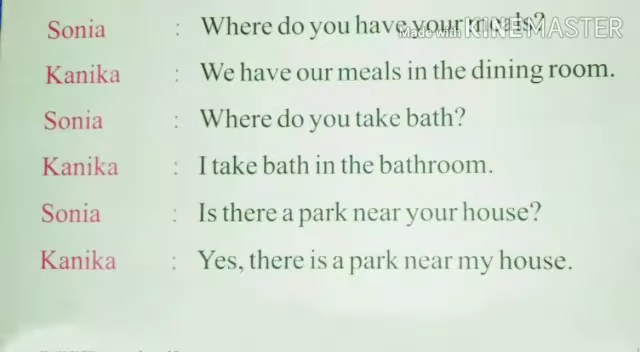 Sonia : Where do you have your meals?
Made with KINEMASTER
Kanika : We have our meals in the dining room.
Sonia : Where do you take bath?
Kanika : I take bath in the bathroom.
Sonia : Is there a park near your house?
Kanika : Yes, there is a park near my house.